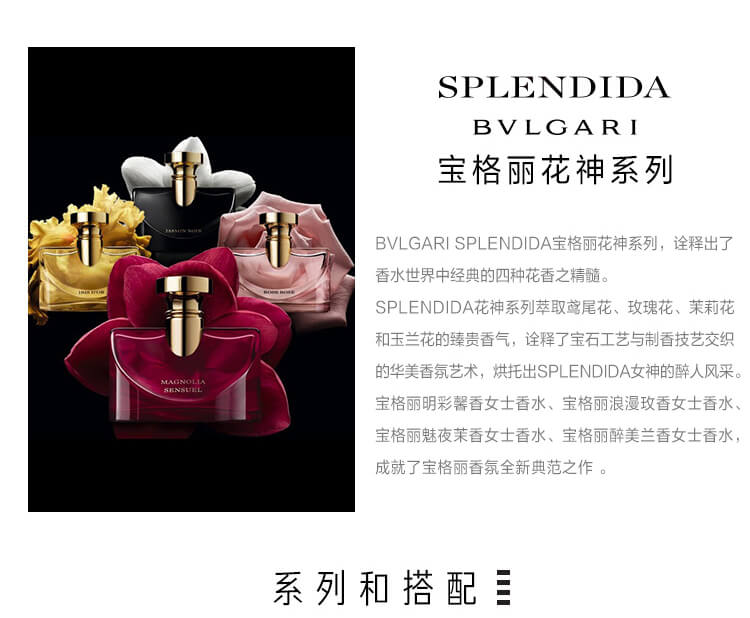 SPLENDIDA
BVLGARI
宝格丽花神系列
BVLGARI SPLENDIDA宝格丽花神系列，诠释出了
香水世界中经典的四种花香之精髓。
SPLENDIDA花神系列萃取鸢尾花、玫瑰花、茉莉花
和玉兰花的臻贵香气，诠释了宝石工艺与制香技艺交织
的华美香氛艺术，烘托出SPLENDIDA女神的醉人风采。
宝格丽明彩馨香女士香水、宝格丽浪漫玫香女士香水、
宝格丽魅夜茉香女士香水、宝格丽醉美兰香女士香水，
成就了宝格丽香氛全新典范之作 。
JASMIN NOIR
IRIS D'OR
ROSE ROSE
MAGNOLIA
SENSUEL
系列和搭配